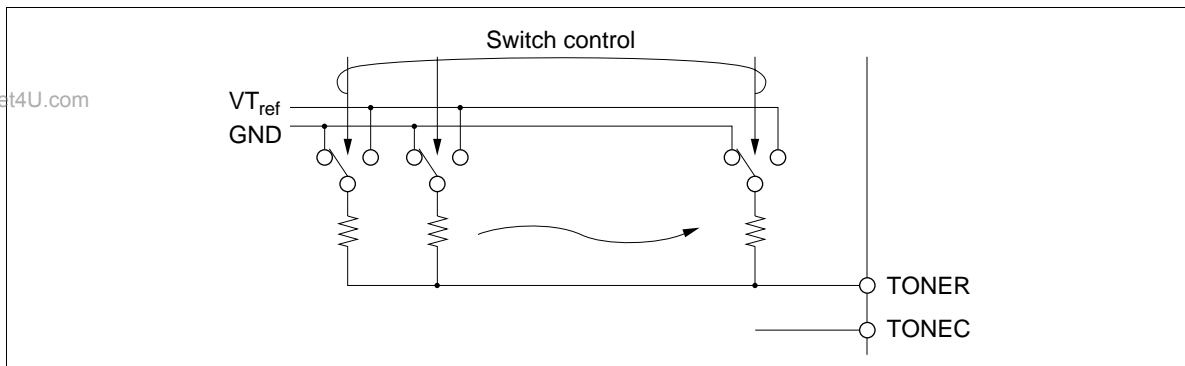 Switch control
et4U.com
VTref
GND
TONER
TONEC